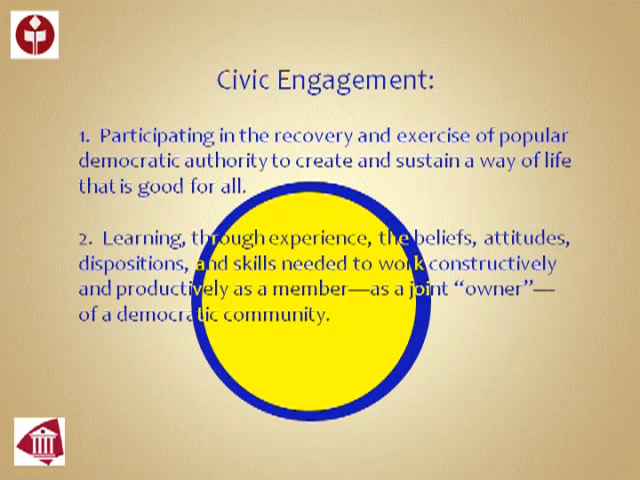 Civic Engagement:
1. Participating in the recovery and exercise of popular
democratic authority to create and sustain a way of life
that is good for all.
2. Learning, through experience, the beliefs, attitudes,
dispositions, and skills needed to work constructively
and productively as a member—as a joint “owner”—
of a democratic community.